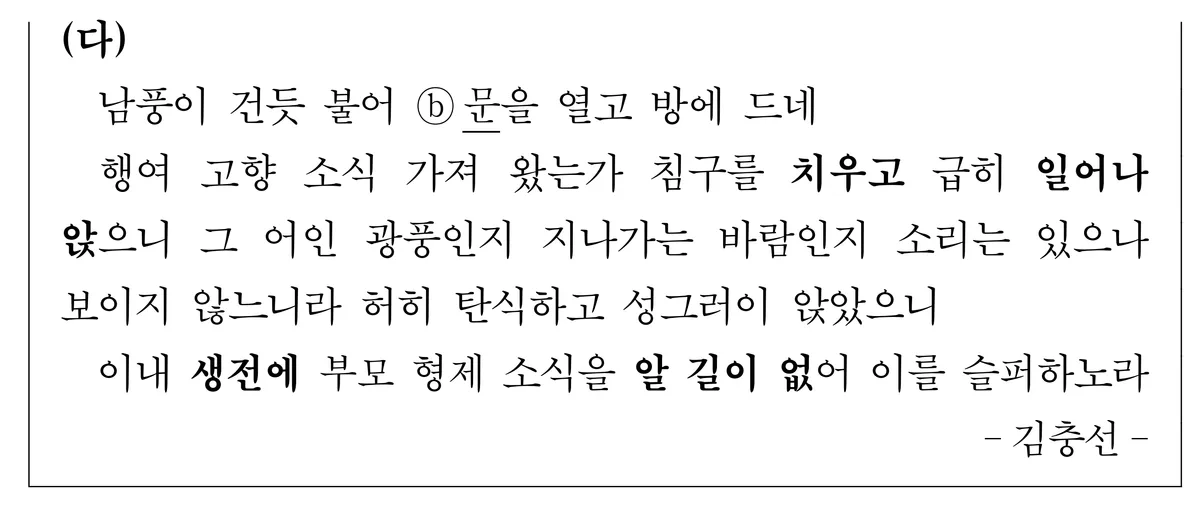 (다)
남풍이 건듯 불어 ⓑ 문을 열고 방에 드네
행여 고향 소식 가져 왔는가 침구를 치우고 급히 일어나
앉으니 그 어인 광풍인지 지나가는 바람인지 소리는 있으나
보이지 않느니라 허히 탄식하고 성그러이 앉았으니
이내 생전에 부모 형제 소식을 알 길이 없어 이를 슬퍼하노라
- 김충선 -